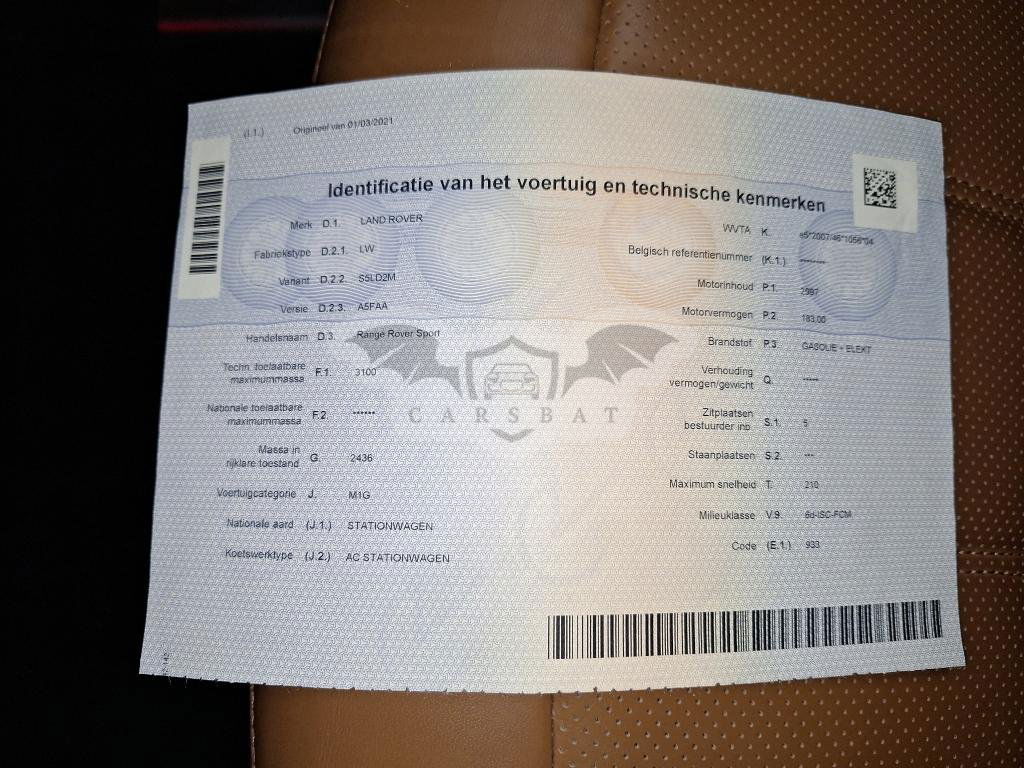 (I.1.) Origineel van 01/03/2021
Identificatie van het voertuig en technische kenmerken
Merk D.1. LAND ROVER
Fabriekstype D.2.1. LW
Variant D.2.2. S5LD2M
Versie D.2.3. A5FAA
Handelsnaam D.3. Range Rover Sport
Techn. toelaatbare
maximummassa F.1. 3100
Nationale toelaatbare
maximummassa F.2. ******
Massa in
rijklare toestand G. 2436
Voertuigcategorie J. M1G
Nationale aard (J.1.) STATIONWAGEN
Koetswerktype (J.2.) AC STATIONWAGEN
WVTA K. e5*2007/46*1056*04
Belgisch referentienummer (K.1.) --------
Motorinhoud P.1. 2997
Motorvermogen P.2. 183,00
Brandstof P.3. GASOLIE + ELEKT
Verhouding
vermogen/gewicht Q. -----
Zitplaatsen
bestuurder inb. S.1. 5
Staanplaatsen S.2. ---
Maximum snelheid T. 210
Milieuklasse V.9. 6d-ISC-FCM
Code (E.1.) 933
CARSBAT